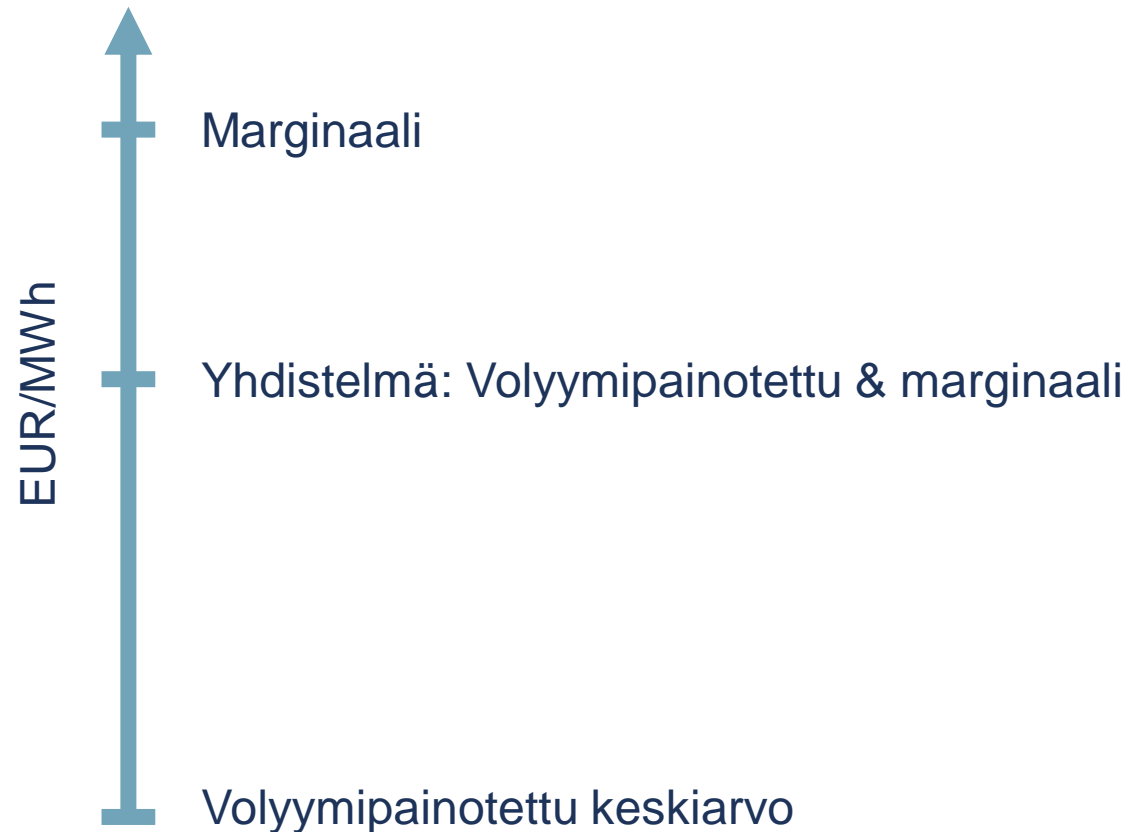 Marginaali
EUR/MWh
Yhdistelmä: Volyymipainotettu & marginaali
Volyymipainotettu keskiarvo